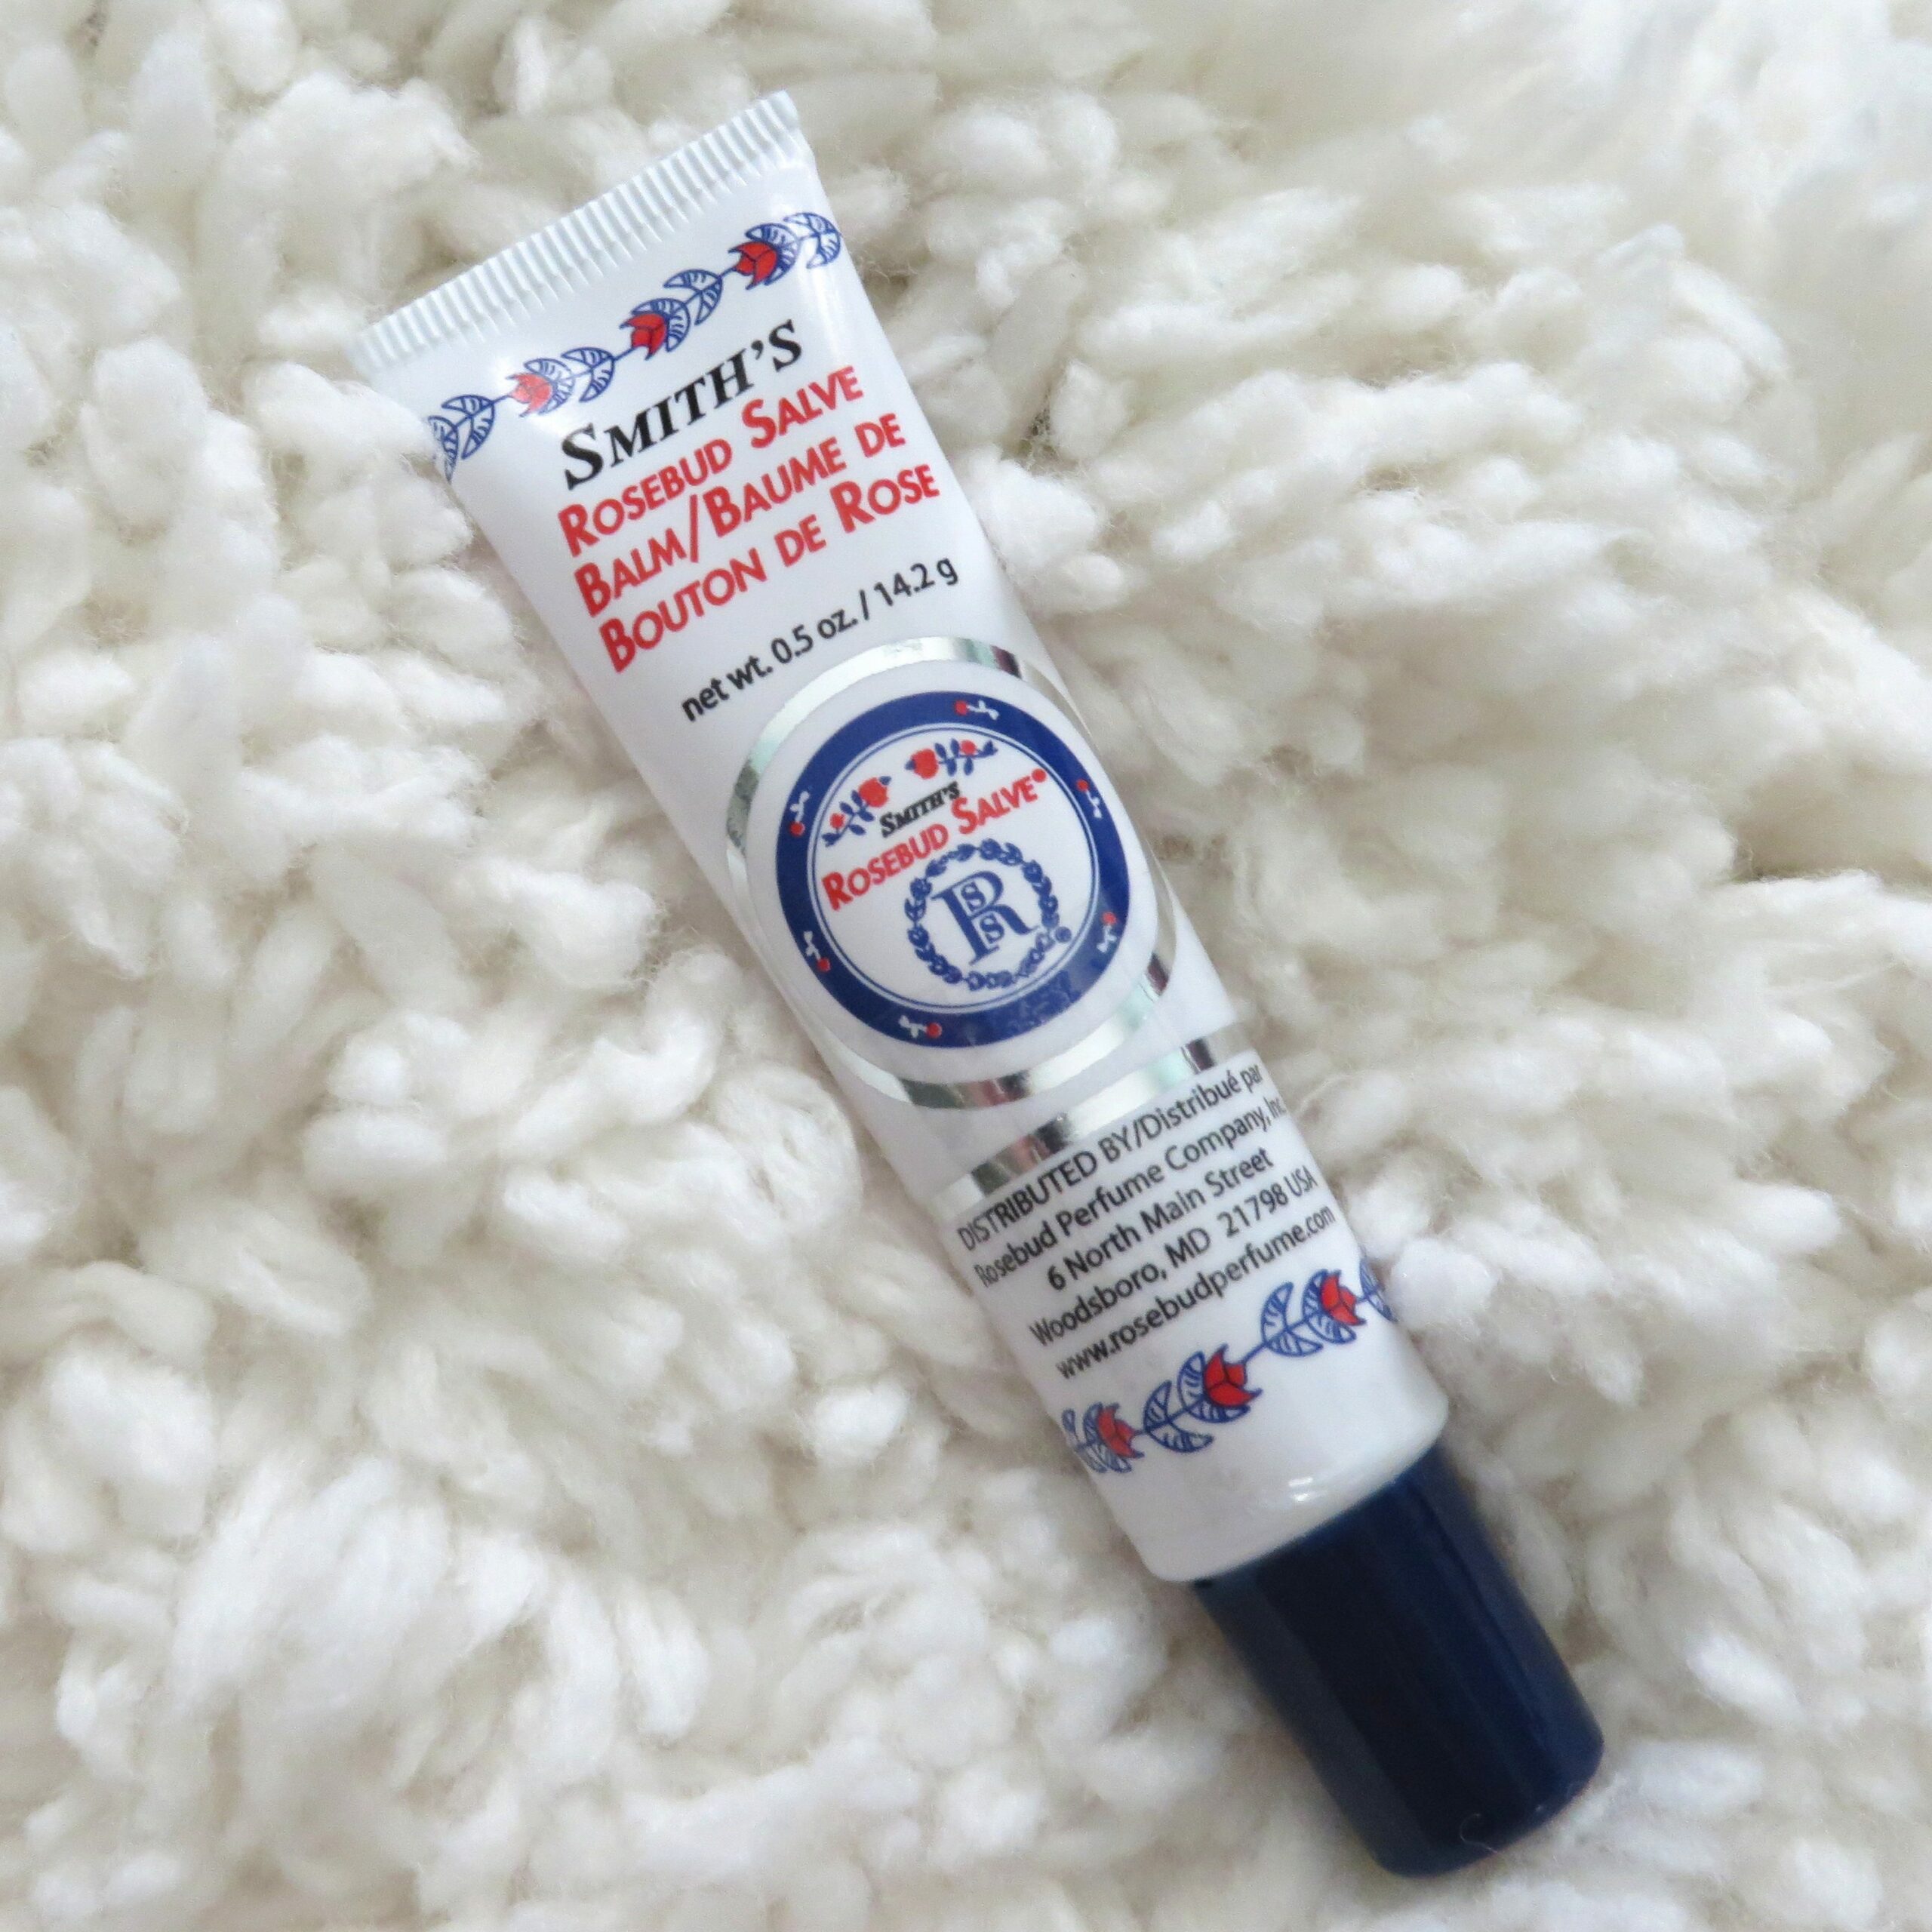 SMITH'S
ROSEBUD SALVE
BALM/BAUME DE
BOUTON DE ROSE
net wt. 0.5 oz. / 14.2 g
SMITH'S
ROSEBUD SALVE
RSS®
DISTRIBUTED BY/Distribué par
Rosebud Perfume Company, Inc.
6 North Main Street
Woodsboro, MD 21798 USA
www.rosebudperfume.com